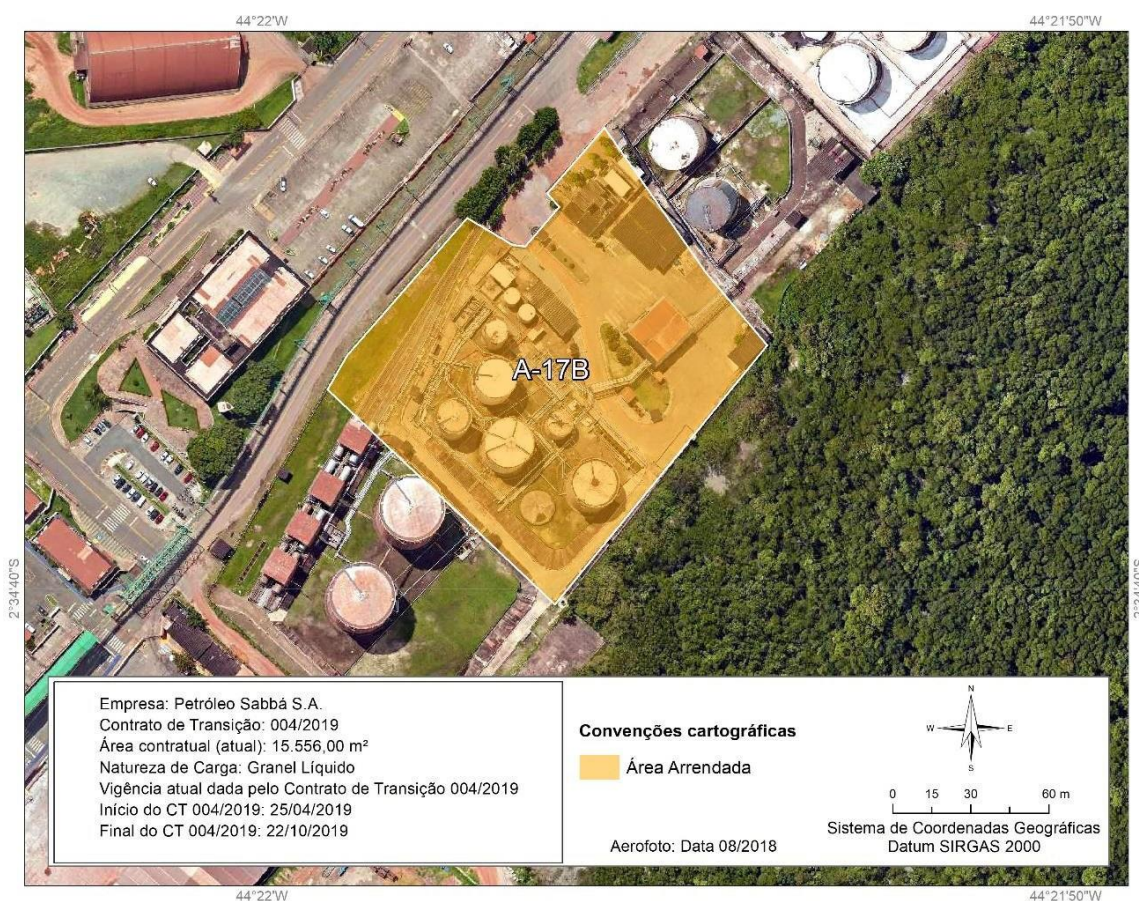 44°22'W
44°21'50"W
2°34'40"S
2°34'40"S
A-17B
Empresa: Petróleo Sabbá S.A.
Contrato de Transição: 004/2019
Área contratual (atual): 15.556,00 m²
Natureza de Carga: Granel Líquido
Vigência atual dada pelo Contrato de Transição 004/2019
Início do CT 004/2019: 25/04/2019
Final do CT 004/2019: 22/10/2019
Convenções cartográficas
Área Arrendada
Aerofoto: Data 08/2018
N
W
E
S
0 15 30 60 m
Sistema de Coordenadas Geográficas
Datum SIRGAS 2000
44°22'W
44°21'50"W